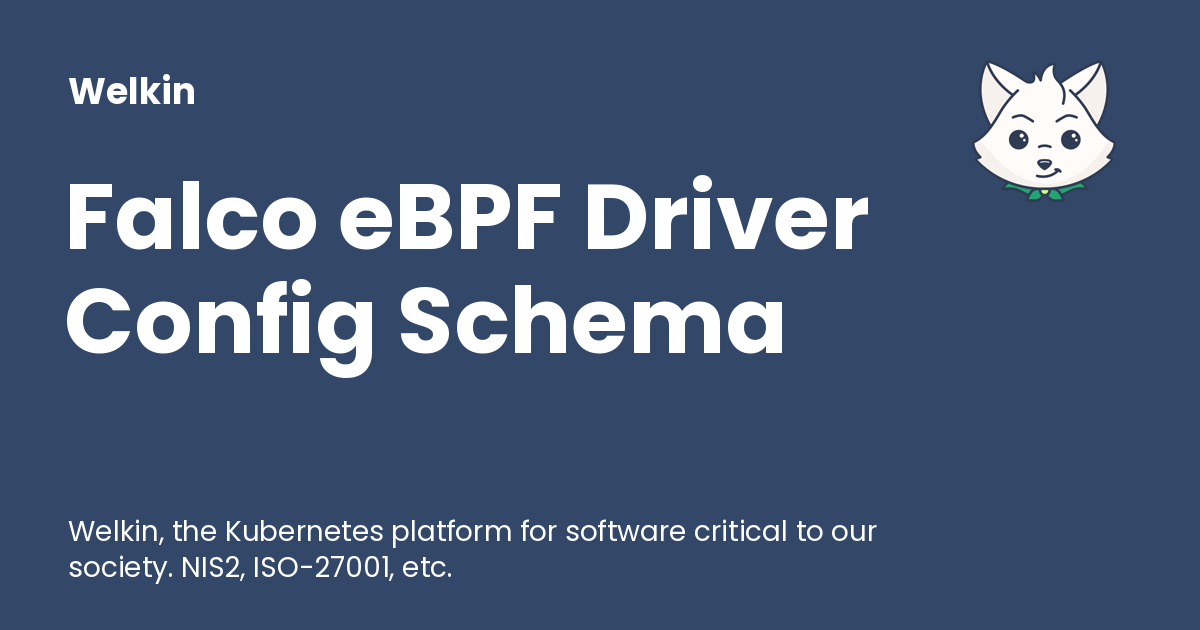 Welkin
Falco eBPF Driver
Config Schema
Welkin, the Kubernetes platform for software critical to our
society. NIS2, ISO-27001, etc.